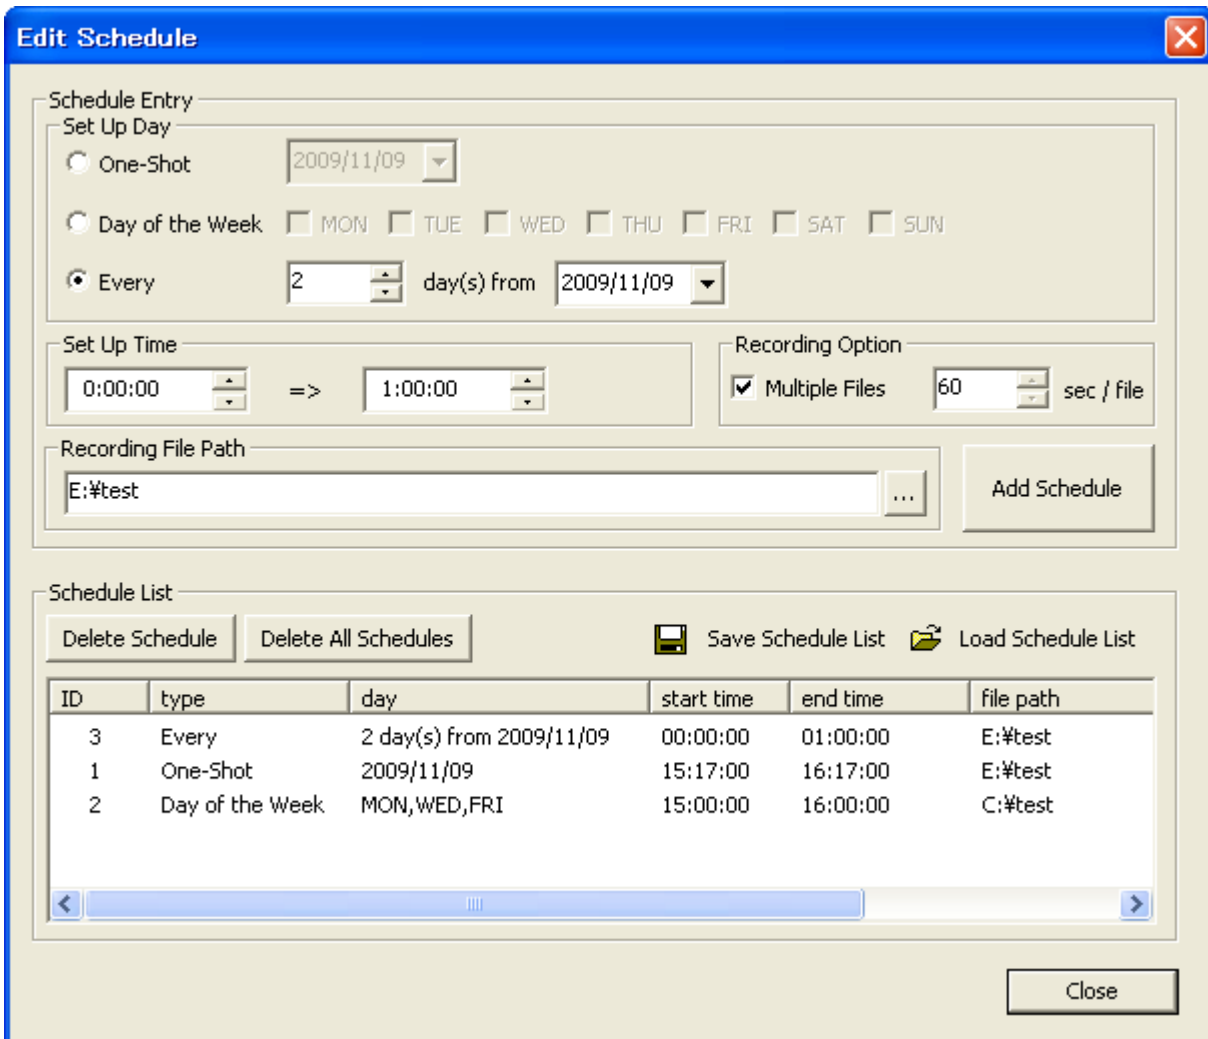 Edit Schedule
Schedule Entry
Set Up Day
One-Shot 2009/11/09
Day of the Week MON TUE WED THU FRI SAT SUN
Every 2 day(s) from 2009/11/09
Set Up Time
0:00:00 => 1:00:00
Recording Option
Multiple Files 60 sec / file
Recording File Path
E:¥test ...
Add Schedule
Schedule List
Delete Schedule Delete All Schedules Save Schedule List Load Schedule List
ID type day start time end time file path
3 Every 2 day(s) from 2009/11/09 00:00:00 01:00:00 E:¥test
1 One-Shot 2009/11/09 15:17:00 16:17:00 E:¥test
2 Day of the Week MON,WED,FRI 15:00:00 16:00:00 C:¥test
Close